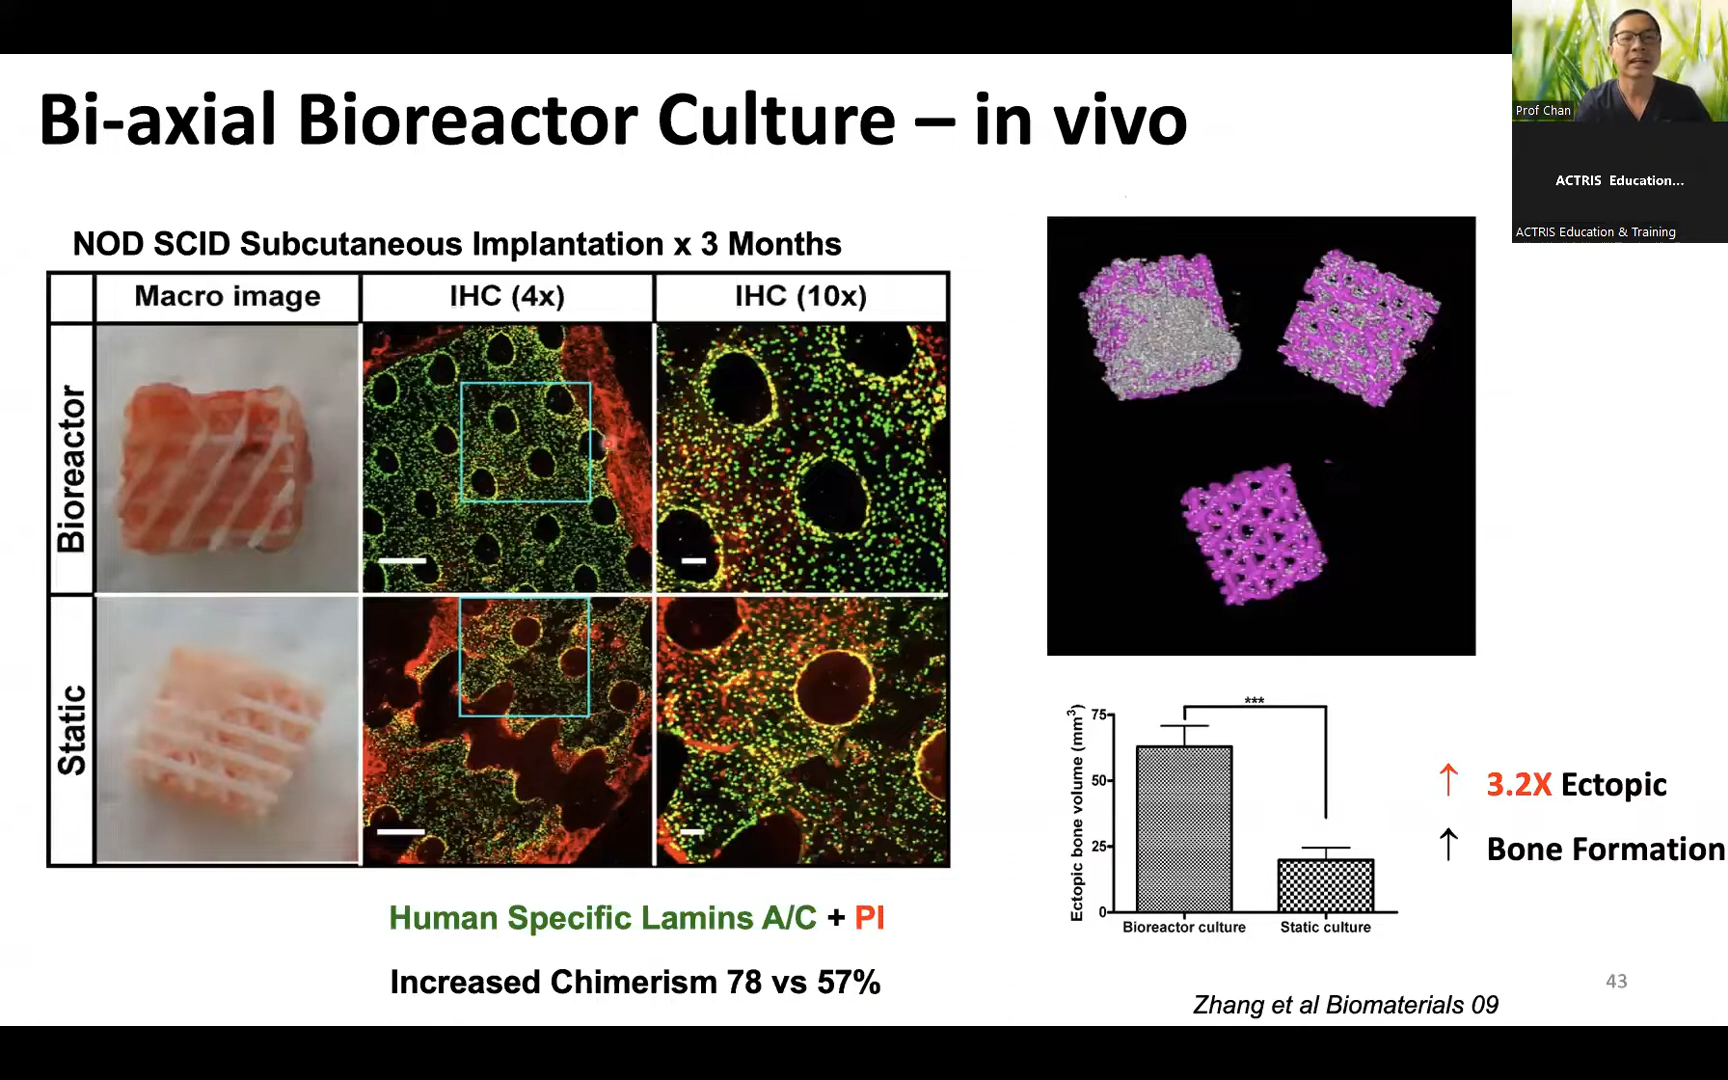 Bi-axial Bioreactor Culture – in vivo
Prof Chan
ACTRIS Education...
ACTRIS Education & Training
NOD SCID Subcutaneous Implantation x 3 Months
Macro image
IHC (4x)
IHC (10x)
Bioreactor
Static
Human Specific Lamins A/C + PI
Increased Chimerism 78 vs 57%
Ectopic bone volume (mm³)
75
50
25
0
***
Bioreactor culture
Static culture
↑ 3.2X Ectopic
↑ Bone Formation
43
Zhang et al Biomaterials 09